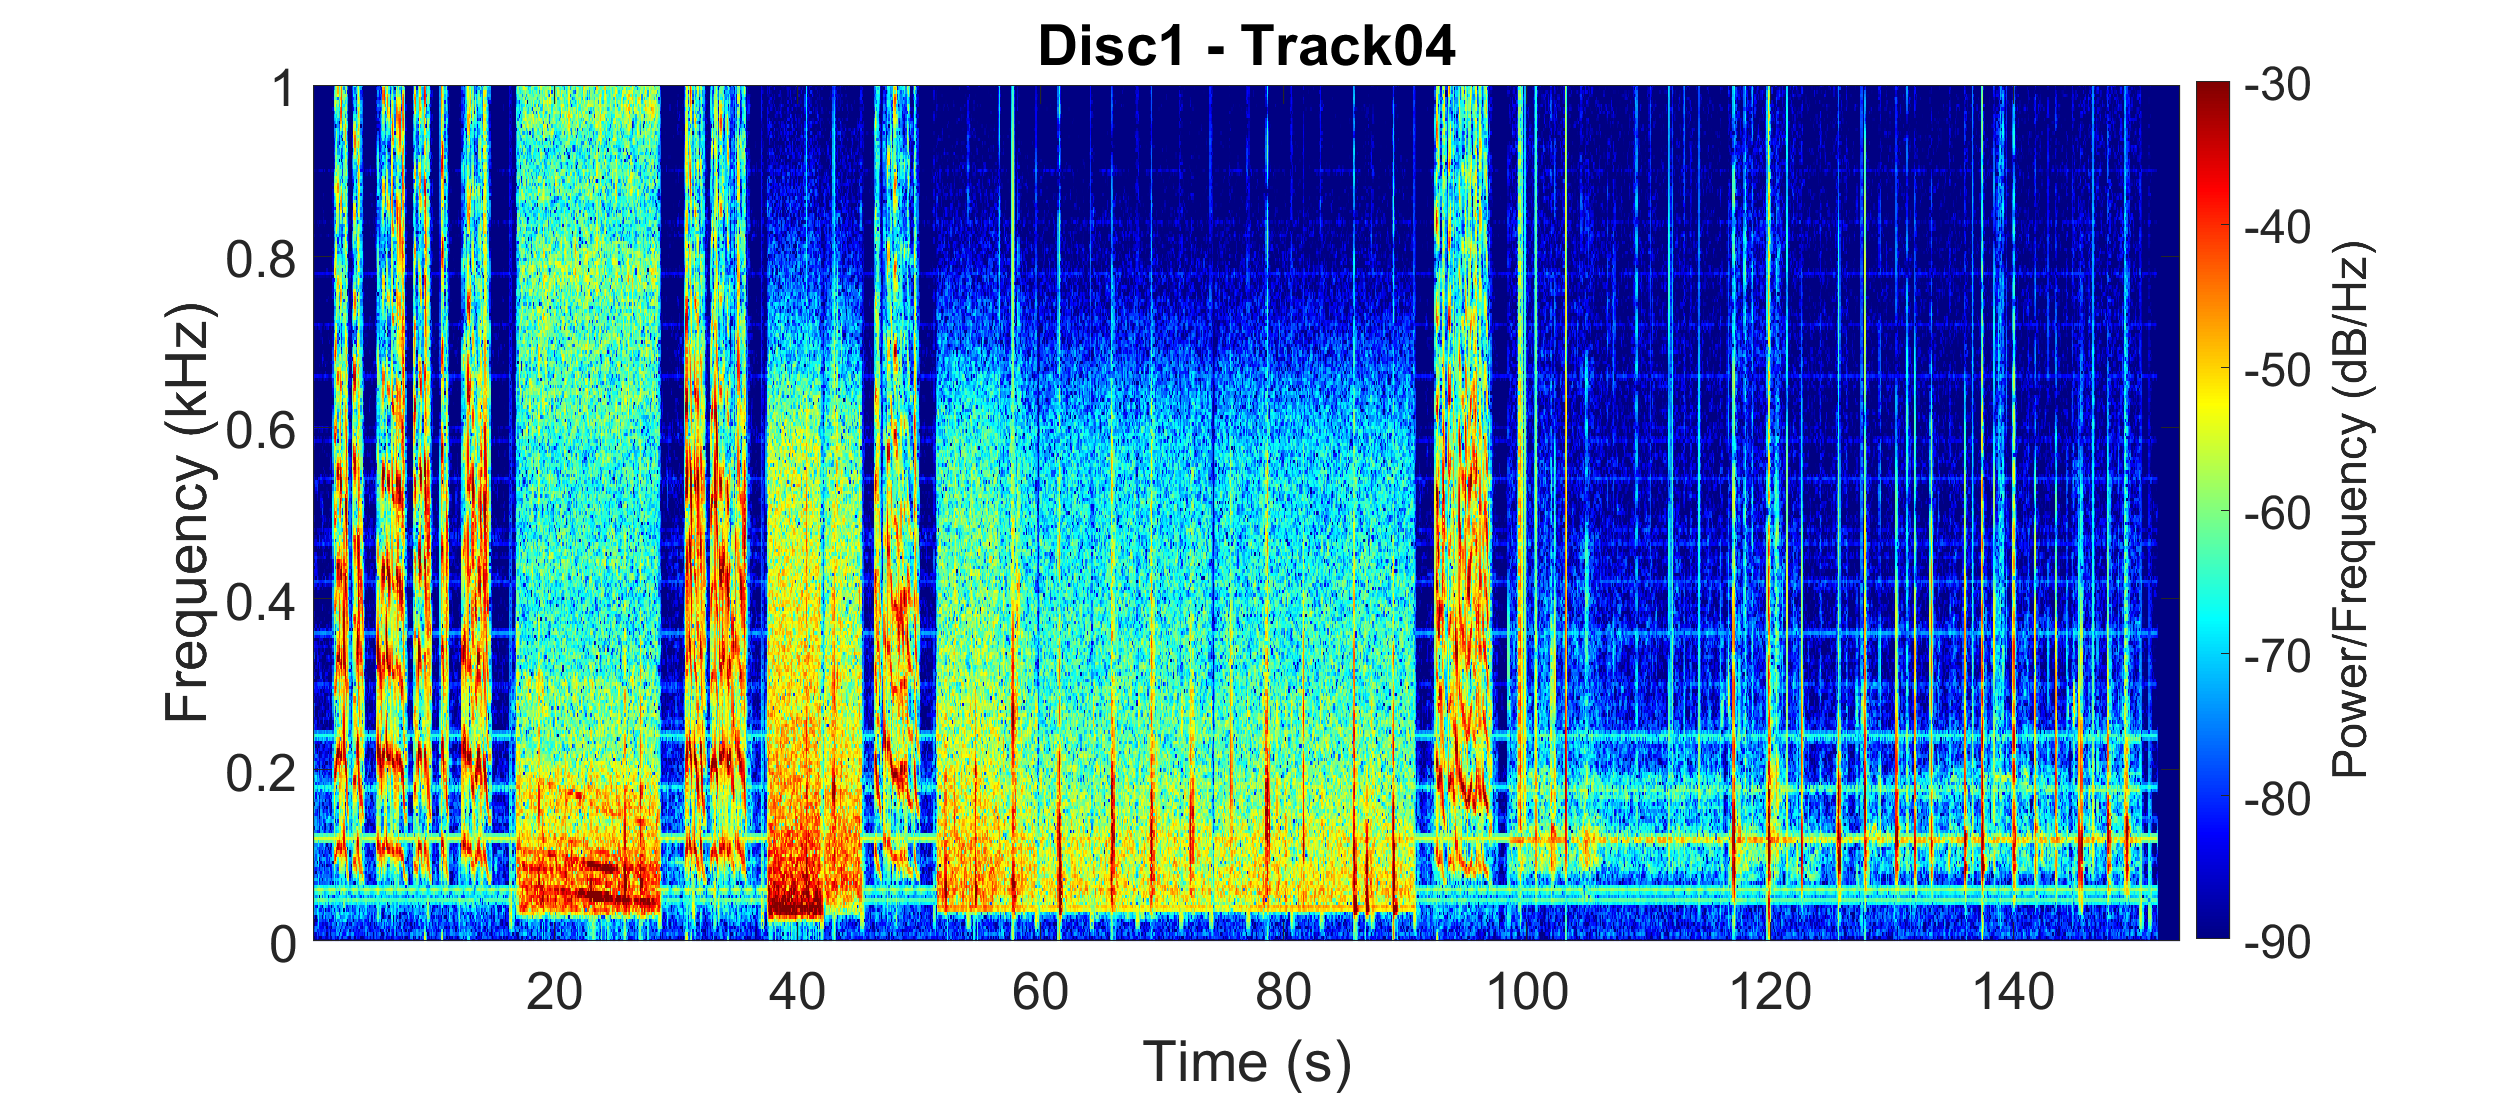 Disc1 - Track04
Frequency (kHz)
1
0.8
0.6
0.4
0.2
0
20 40 60 80 100 120 140
Time (s)
-30
-40
-50
-60
-70
-80
-90
Power/Frequency (dB/Hz)